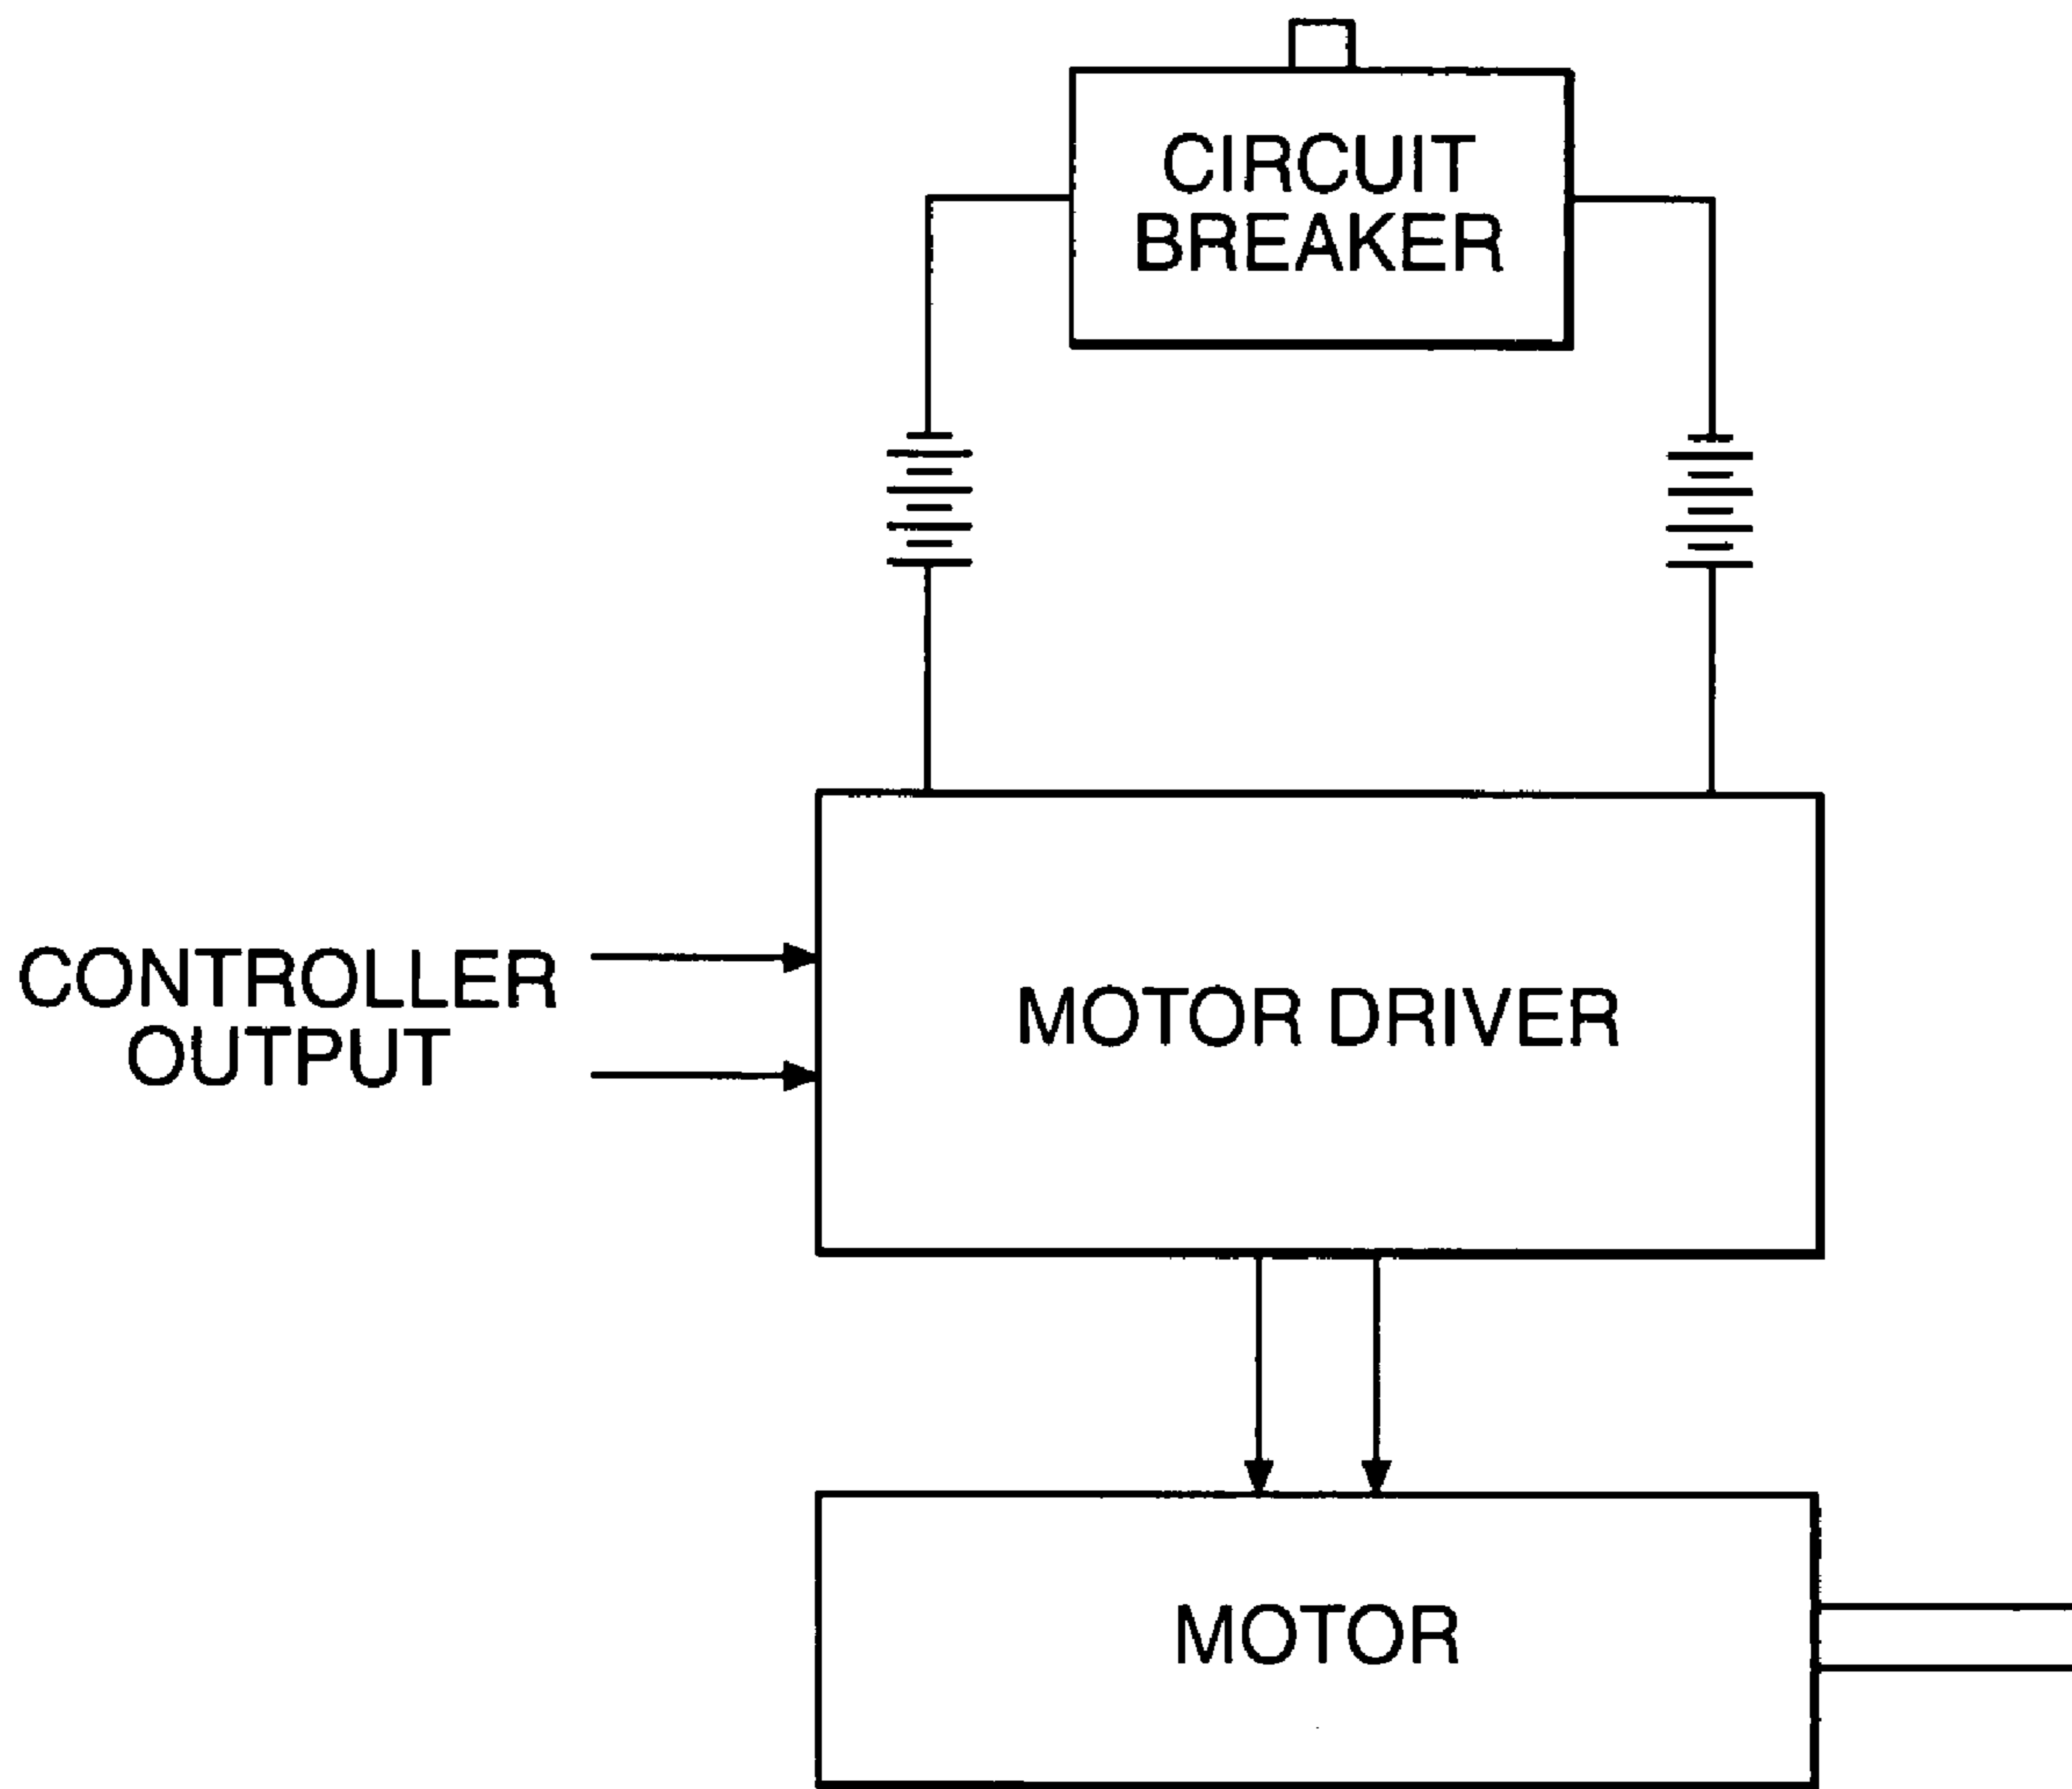 CIRCUIT
BREAKER
CONTROLLER
OUTPUT
MOTOR DRIVER
MOTOR